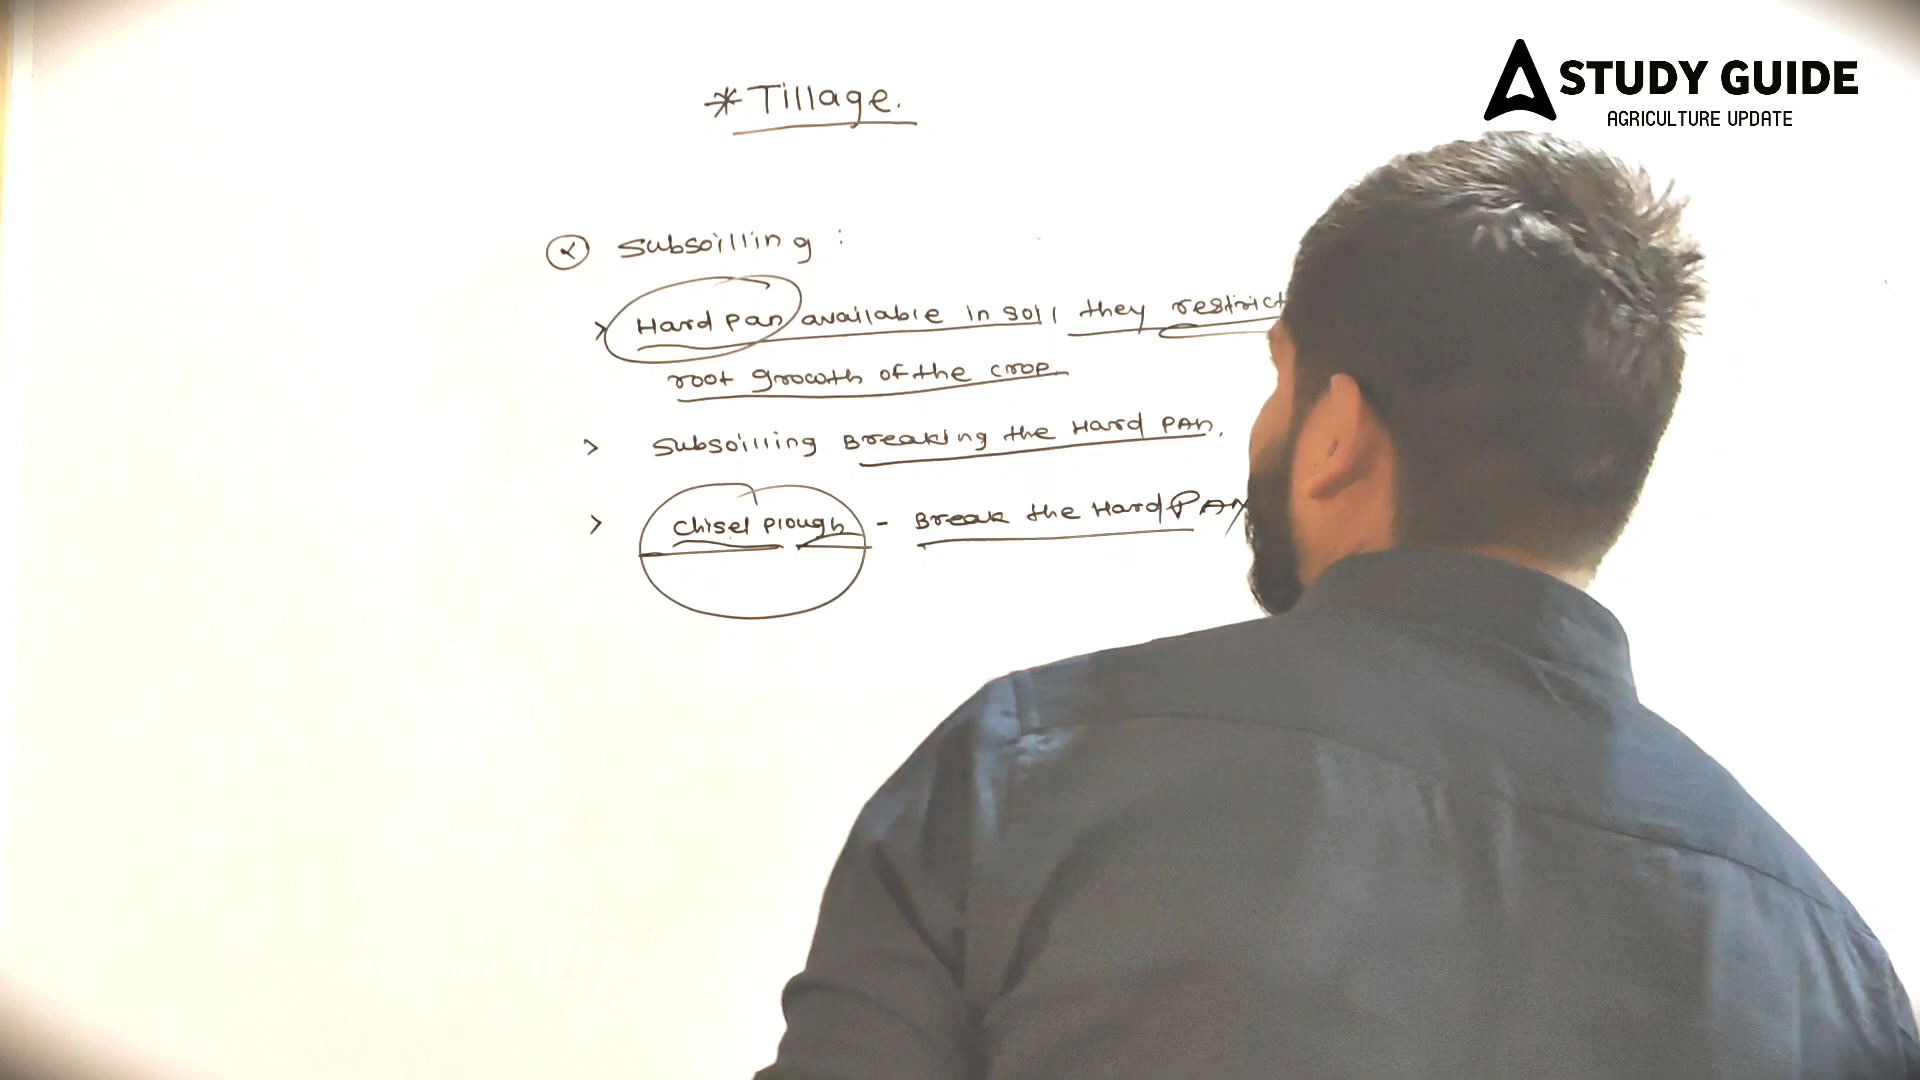 STUDY GUIDE
AGRICULTURE UPDATE
* Tillage.
Subsoilling :
> Hard Pan available in soil they restrict
root growth of the crop
> Subsoilling Breaking the Hard PAn.
> Chisel Plough - Break the Hard PAn